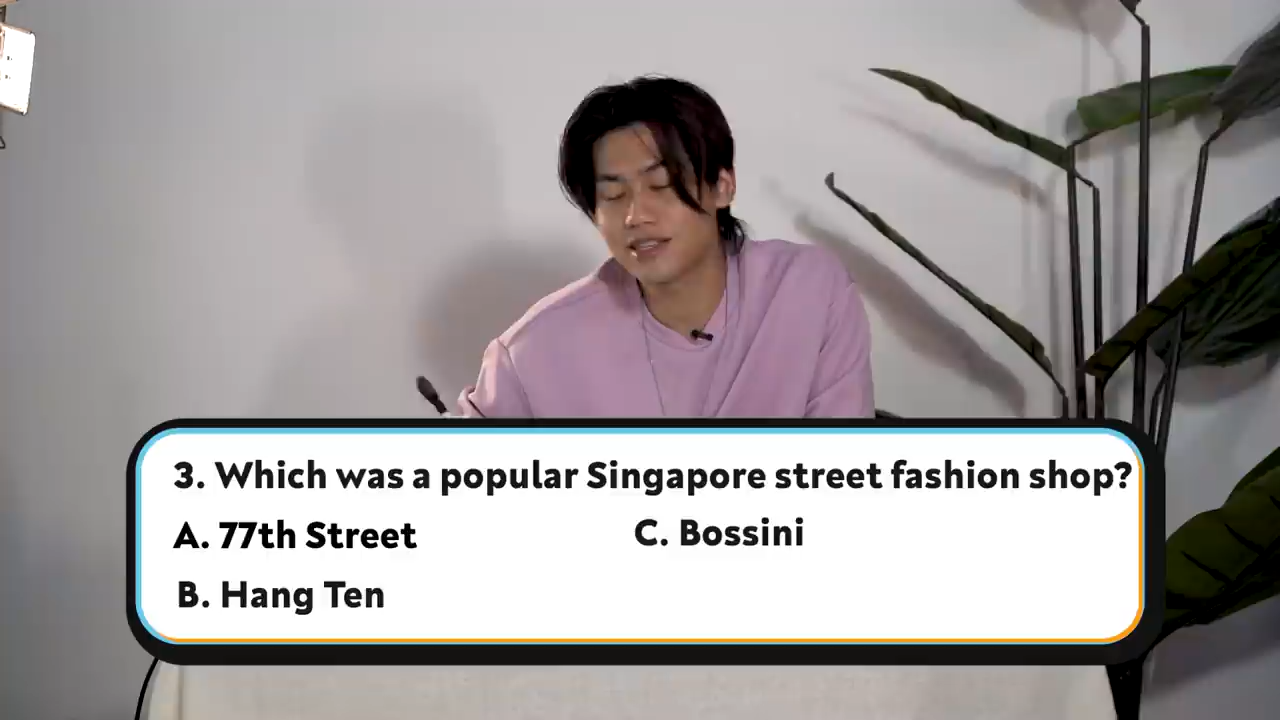 3. Which was a popular Singapore street fashion shop?
A. 77th Street
C. Bossini
B. Hang Ten